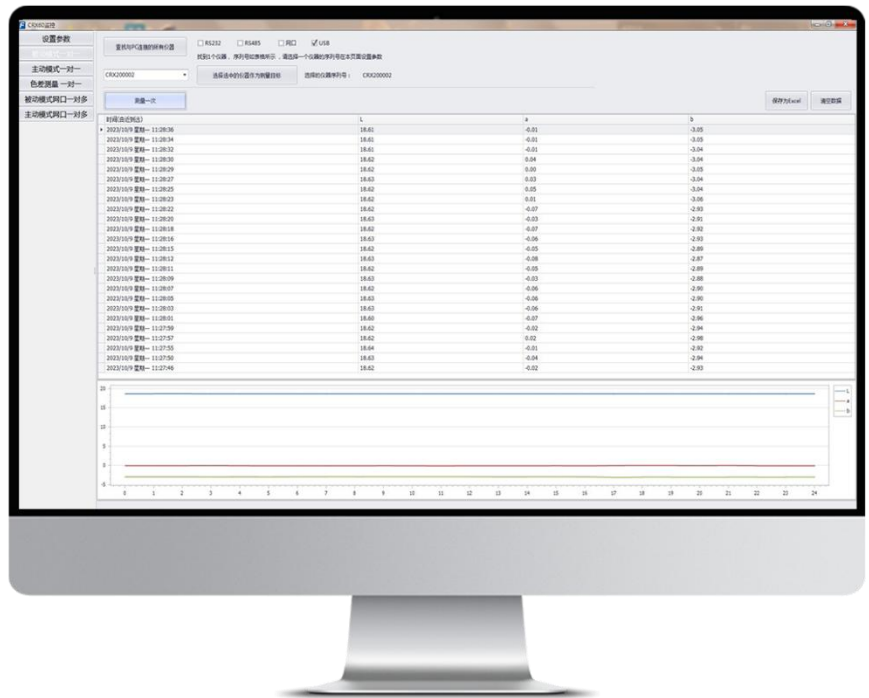 CRX60监控
设置参数
主动模式一对一
色差测量 一对一
被动模式网口一对多
主动模式网口一对多
查找与PC连接的所有仪器
RS232 RS485 网口 USB
找到1个仪器，序列号如表格所示，请选择一个仪器的序列号在本页面设置参数
CRX200002
选择选中的仪器作为测量目标
选择的仪器序列号： CRX200002
测量一次
保存为Excel
清空数据
时间(由近到远) L a b
2023/10/9 星期一 11:28:36 18.61 -0.01 -3.05
2023/10/9 星期一 11:28:34 18.61 -0.01 -3.05
2023/10/9 星期一 11:28:32 18.61 -0.01 -3.04
2023/10/9 星期一 11:28:30 18.62 0.04 -3.04
2023/10/9 星期一 11:28:29 18.62 0.00 -3.05
2023/10/9 星期一 11:28:27 18.63 0.03 -3.04
2023/10/9 星期一 11:28:25 18.62 0.05 -3.04
2023/10/9 星期一 11:28:23 18.62 0.01 -3.06
2023/10/9 星期一 11:28:22 18.62 -0.07 -2.93
2023/10/9 星期一 11:28:20 18.63 -0.03 -2.91
2023/10/9 星期一 11:28:18 18.62 -0.07 -2.92
2023/10/9 星期一 11:28:16 18.63 -0.06 -2.93
2023/10/9 星期一 11:28:15 18.62 -0.05 -2.89
2023/10/9 星期一 11:28:12 18.63 -0.08 -2.87
2023/10/9 星期一 11:28:11 18.62 -0.05 -2.89
2023/10/9 星期一 11:28:09 18.63 -0.03 -2.88
2023/10/9 星期一 11:28:07 18.62 -0.06 -2.90
2023/10/9 星期一 11:28:05 18.63 -0.06 -2.90
2023/10/9 星期一 11:28:03 18.63 -0.06 -2.91
2023/10/9 星期一 11:28:01 18.60 -0.07 -2.96
2023/10/9 星期一 11:27:59 18.62 -0.02 -2.94
2023/10/9 星期一 11:27:57 18.62 0.02 -2.98
2023/10/9 星期一 11:27:55 18.64 -0.01 -2.92
2023/10/9 星期一 11:27:50 18.63 -0.04 -2.94
2023/10/9 星期一 11:27:46 18.62 -0.02 -2.93
20
15
10
5
0
-5
0 1 2 3 4 5 6 7 8 9 10 11 12 13 14 15 16 17 18 19 20 21 22 23 24
L
a
b